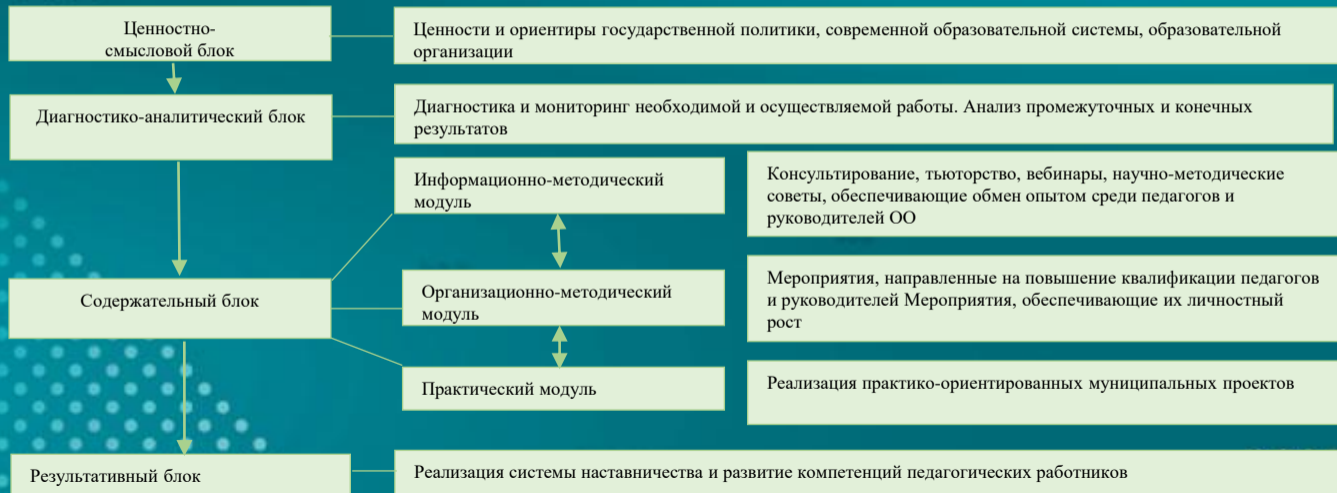 Ценностно-
смысловой блок
Ценности и ориентиры государственной политики, современной образовательной системы, образовательной
организации
Диагностико-аналитический блок
Диагностика и мониторинг необходимой и осуществляемой работы. Анализ промежуточных и конечных
результатов
Информационно-методический
модуль
Консультирование, тьюторство, вебинары, научно-методические
советы, обеспечивающие обмен опытом среди педагогов и
руководителей ОО
Содержательный блок
Организационно-методический
модуль
Мероприятия, направленные на повышение квалификации педагогов
и руководителей Мероприятия, обеспечивающие их личностный
рост
Практический модуль
Реализация практико-ориентированных муниципальных проектов
Результативный блок
Реализация системы наставничества и развитие компетенций педагогических работников